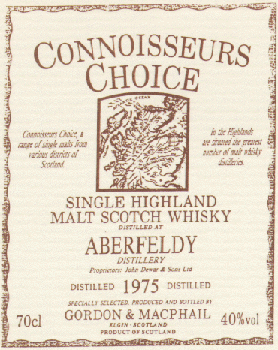 CONNOISSEURS
CHOICE
Connoisseurs Choice, a
range of single malts from
various districts of
Scotland
in the Highlands
are situated the greatest
number of malt whisky
distilleries
SINGLE HIGHLAND
MALT SCOTCH WHISKY
DISTILLED AT
ABERFELDY
DISTILLERY
Proprietors: John Dewar & Sons Ltd
DISTILLED 1975 DISTILLED
SPECIALLY SELECTED, PRODUCED AND BOTTLED BY
70cl GORDON & MACPHAIL 40%vol
ELGIN · SCOTLAND
PRODUCT OF SCOTLAND